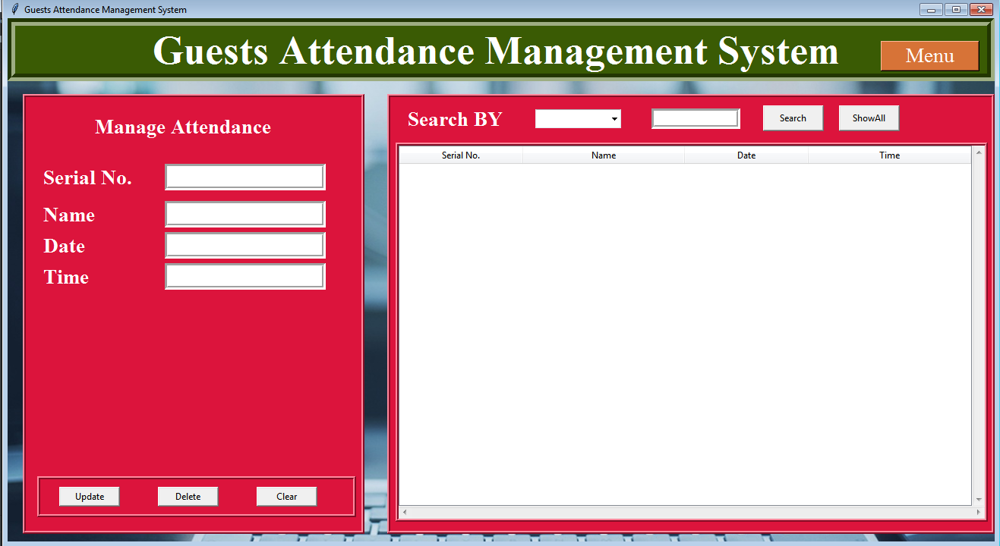 Guests Attendance Management System
Guests Attendance Management System
Menu
Manage Attendance
Serial No.
Name
Date
Time
Update Delete Clear
Search BY Search ShowAll
Serial No. Name Date Time